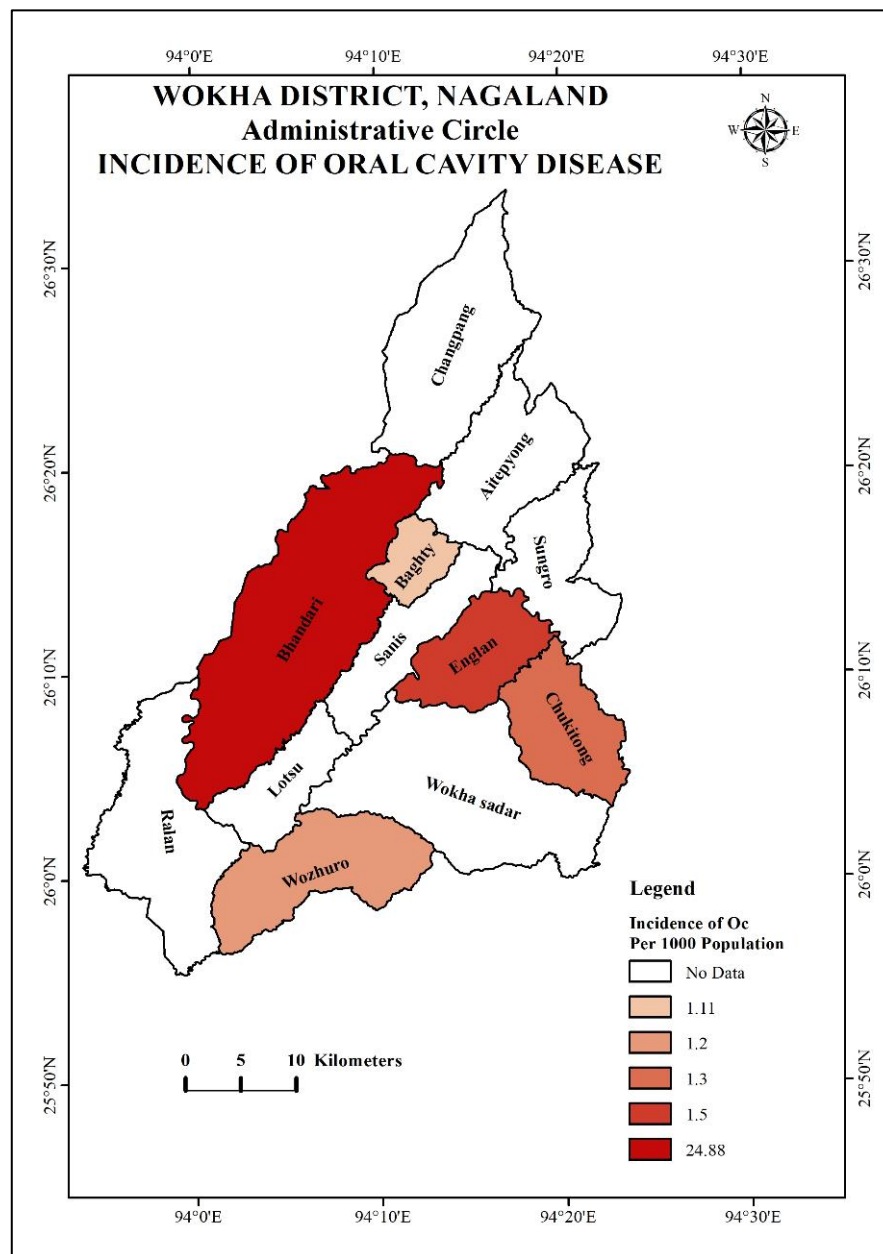 94°0'E 94°10'E 94°20'E 94°30'E
WOKHA DISTRICT, NAGALAND
Administrative Circle
INCIDENCE OF ORAL CAVITY DISEASE
N
W E
S
26°30'N 26°30'N
Changpang
Aitepyong
26°20'N 26°20'N
Sungro
Baghty
Bhandari
Sanis
Englan
26°10'N 26°10'N
Chukitong
Lotsu
Wokha sadar
Ralan
Wozhuro
26°0'N 26°0'N
Legend
Incidence of Oc
Per 1000 Population
No Data
1.11
1.2
1.3
1.5
24.88
0 5 10 Kilometers
25°50'N 25°50'N
94°0'E 94°10'E 94°20'E 94°30'E